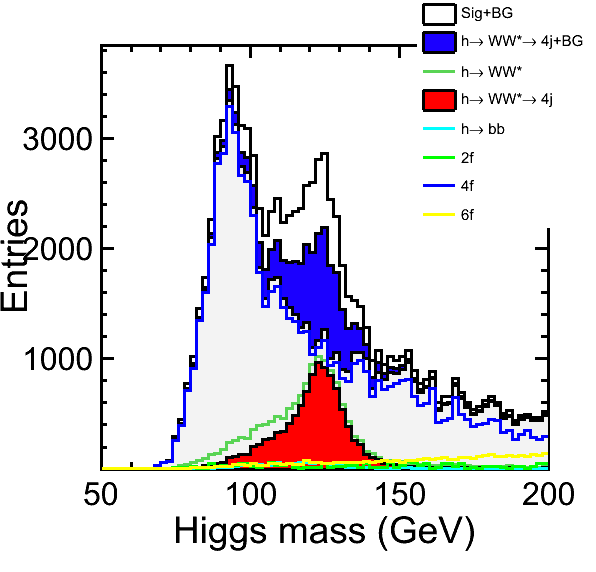 Sig+BG
h→ WW*→ 4j+BG
h→ WW*
h→ WW*→ 4j
h→ bb
2f
4f
6f
Entries
3000
2000
1000
50 100 150 200
Higgs mass (GeV)